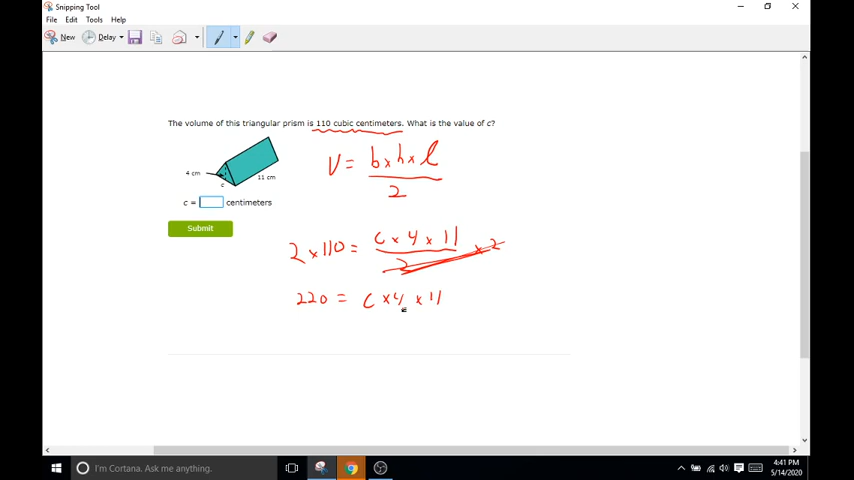 Snipping Tool
File Edit Tools Help
New Delay
The volume of this triangular prism is 110 cubic centimeters. What is the value of c?
4 cm
11 cm
c
c = centimeters
Submit
V = b x h x l
2
2 x 110 = c x 4 x 11 x 2
2
220 = c x 4 x 11
I'm Cortana. Ask me anything.
4:41 PM
5/14/2020